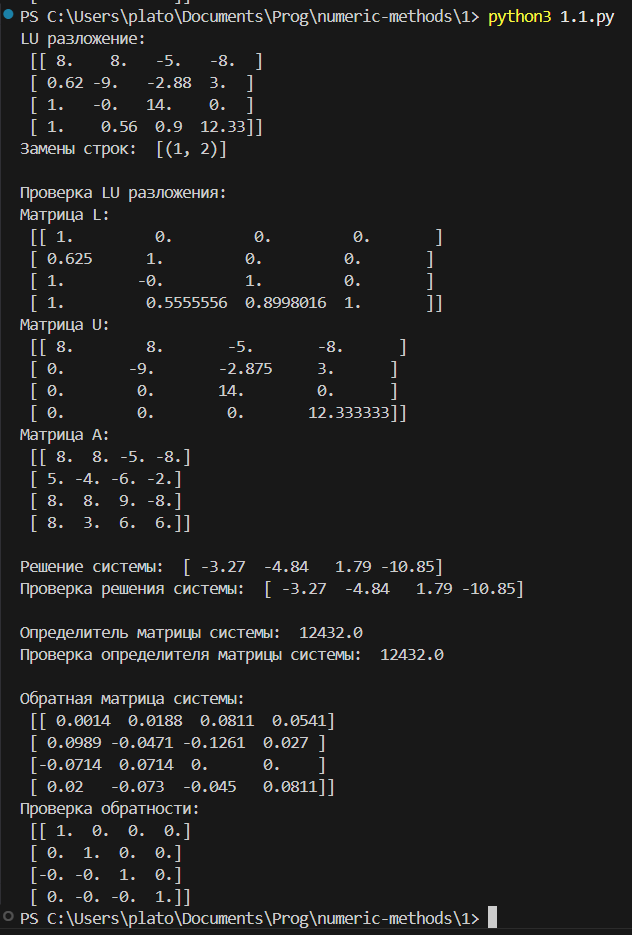 PS C:\Users\plato\Documents\Prog\numeric-methods\1> python3 1.1.py
LU разложение:
 [[ 8.    8.   -5.   -8.  ]
 [ 0.62 -9.   -2.88  3.  ]
 [ 1.   -0.   14.    0.  ]
 [ 1.    0.56  0.9  12.33]]
Замены строк:  [(1, 2)]

Проверка LU разложения:
Матрица L:
 [[ 1.         0.         0.         0.       ]
 [ 0.625      1.         0.         0.       ]
 [ 1.        -0.         1.         0.       ]
 [ 1.         0.5555556  0.8998016  1.       ]]
Матрица U:
 [[ 8.        8.       -5.       -8.      ]
 [ 0.       -9.       -2.875     3.      ]
 [ 0.        0.       14.        0.      ]
 [ 0.        0.        0.       12.333333]]
Матрица A:
 [[ 8.  8. -5. -8.]
 [ 5. -4. -6. -2.]
 [ 8.  8.  9. -8.]
 [ 8.  3.  6.  6.]]

Решение системы:  [ -3.27  -4.84   1.79 -10.85]
Проверка решения системы:  [ -3.27  -4.84   1.79 -10.85]

Определитель матрицы системы:  12432.0
Проверка определителя матрицы системы:  12432.0

Обратная матрица системы:
 [[ 0.0014  0.0188  0.0811  0.0541]
 [ 0.0989 -0.0471 -0.1261  0.027 ]
 [-0.0714  0.0714  0.      0.    ]
 [ 0.02   -0.073  -0.045   0.0811]]
Проверка обратности:
 [[ 1.  0.  0.  0.]
 [ 0.  1.  0.  0.]
 [-0. -0.  1.  0.]
 [ 0. -0. -0.  1.]]
PS C:\Users\plato\Documents\Prog\numeric-methods\1>